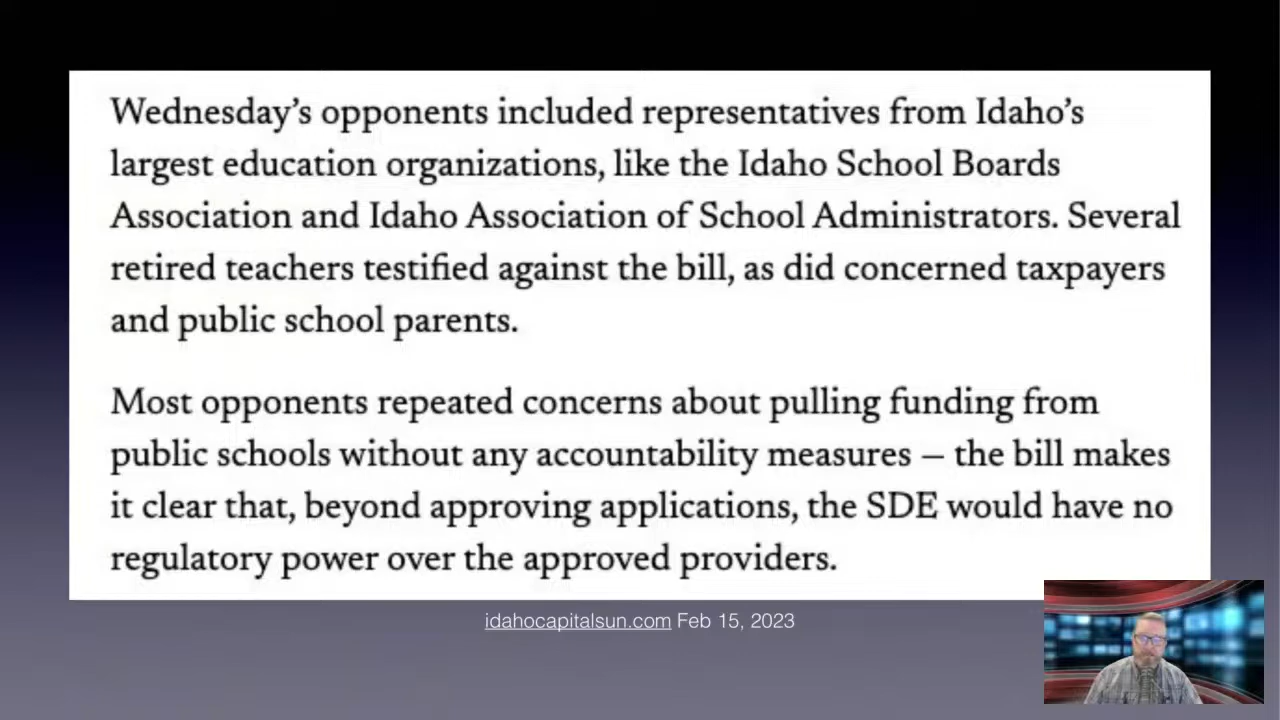 Wednesday’s opponents included representatives from Idaho’s
largest education organizations, like the Idaho School Boards
Association and Idaho Association of School Administrators. Several
retired teachers testified against the bill, as did concerned taxpayers
and public school parents.
Most opponents repeated concerns about pulling funding from
public schools without any accountability measures — the bill makes
it clear that, beyond approving applications, the SDE would have no
regulatory power over the approved providers.
idahocapitalsun.com Feb 15, 2023